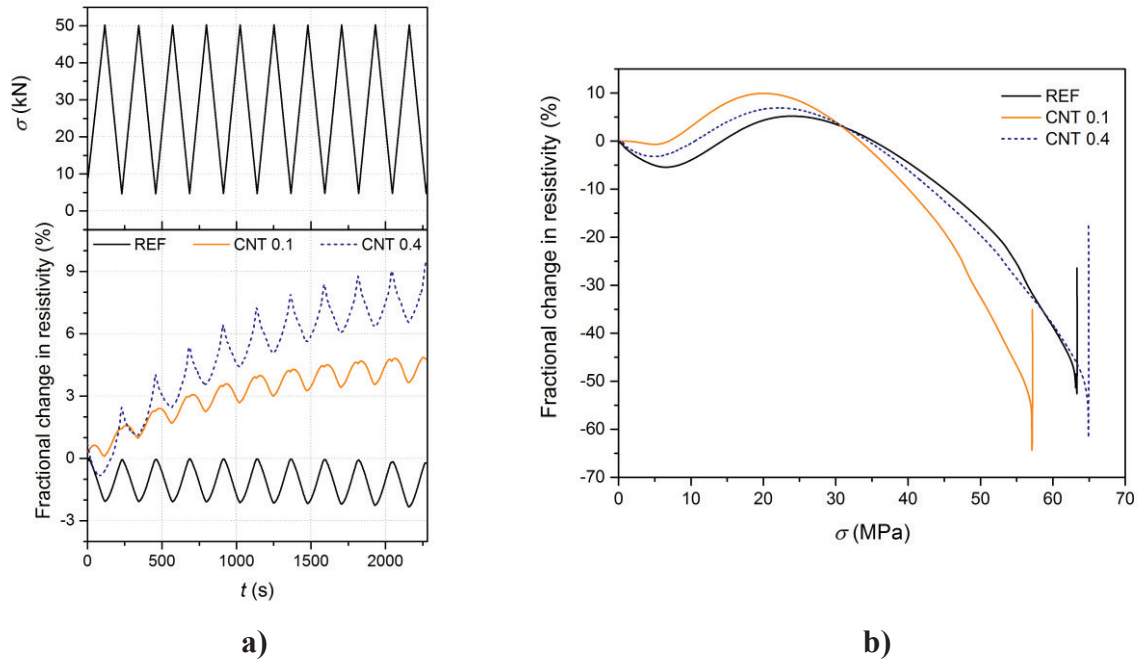 σ (kN)
50
40
30
20
10
0
Fractional change in resistivity (%)
REF CNT 0.1 CNT 0.4
9
6
3
0
-3
0 500 1000 1500 2000
t (s)
a)
Fractional change in resistivity (%)
10
0
-10
-20
-30
-40
-50
-60
-70
REF
CNT 0.1
CNT 0.4
0 10 20 30 40 50 60 70
σ (MPa)
b)